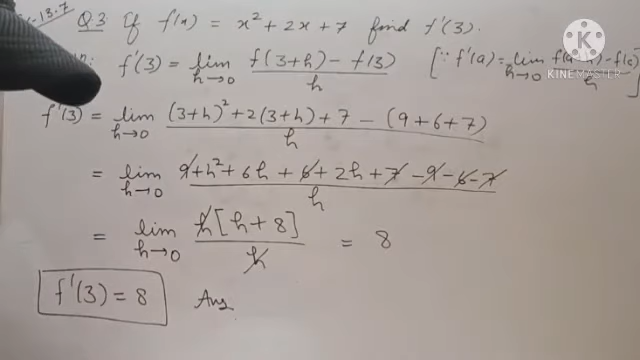 -13.7 Q.3 If f(x) = x² + 2x + 7 find f'(3).
f'(3) = lim h→0 f(3+h) - f(3) / h [∵ f'(a) = lim h→0
KINEMASTER
f'(3) = lim h→0 (3+h)² + 2(3+h) + 7 - (9+6+7) / h
= lim h→0 9 + h² + 6h + 6 + 2h + 7 - 9 - 6 - 7 / h
= lim h→0 h[h+8] / h = 8
f'(3) = 8 Ans